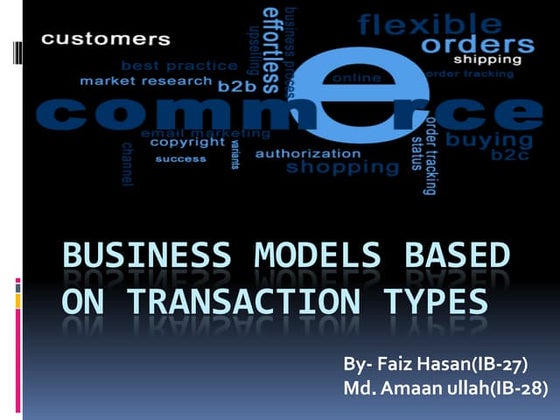 customers
effortless
business proce
upselling
flexible
orders
shipping
best practice
market research
b2b
online
order tracking
commerce
email marketing
copyright
variants
success
channel
authorization
shopping
order tracking
status
buying
b2c
BUSINESS MODELS BASED
ON TRANSACTION TYPES
By- Faiz Hasan(IB-27)
Md. Amaan ullah(IB-28)